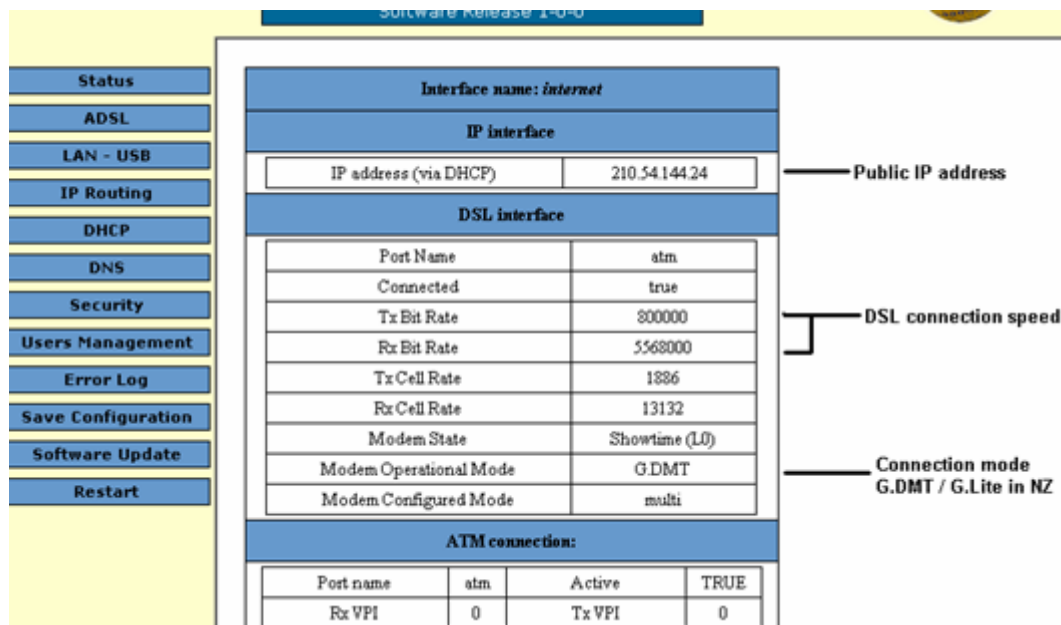 Software Release 1-0-0
Status
ADSL
LAN - USB
IP Routing
DHCP
DNS
Security
Users Management
Error Log
Save Configuration
Software Update
Restart
Interface name: internet
IP interface
IP address (via DHCP) 210.54.144.24
DSL interface
Port Name atm
Connected true
Tx Bit Rate 800000
Rx Bit Rate 5568000
Tx Cell Rate 1886
Rx Cell Rate 13132
Modem State Showtime (L0)
Modem Operational Mode G.DMT
Modem Configured Mode multi
ATM connection:
Port name atm Active TRUE
Rx VPI 0 Tx VPI 0
Public IP address
DSL connection speed
Connection mode
G.DMT / G.Lite in NZ